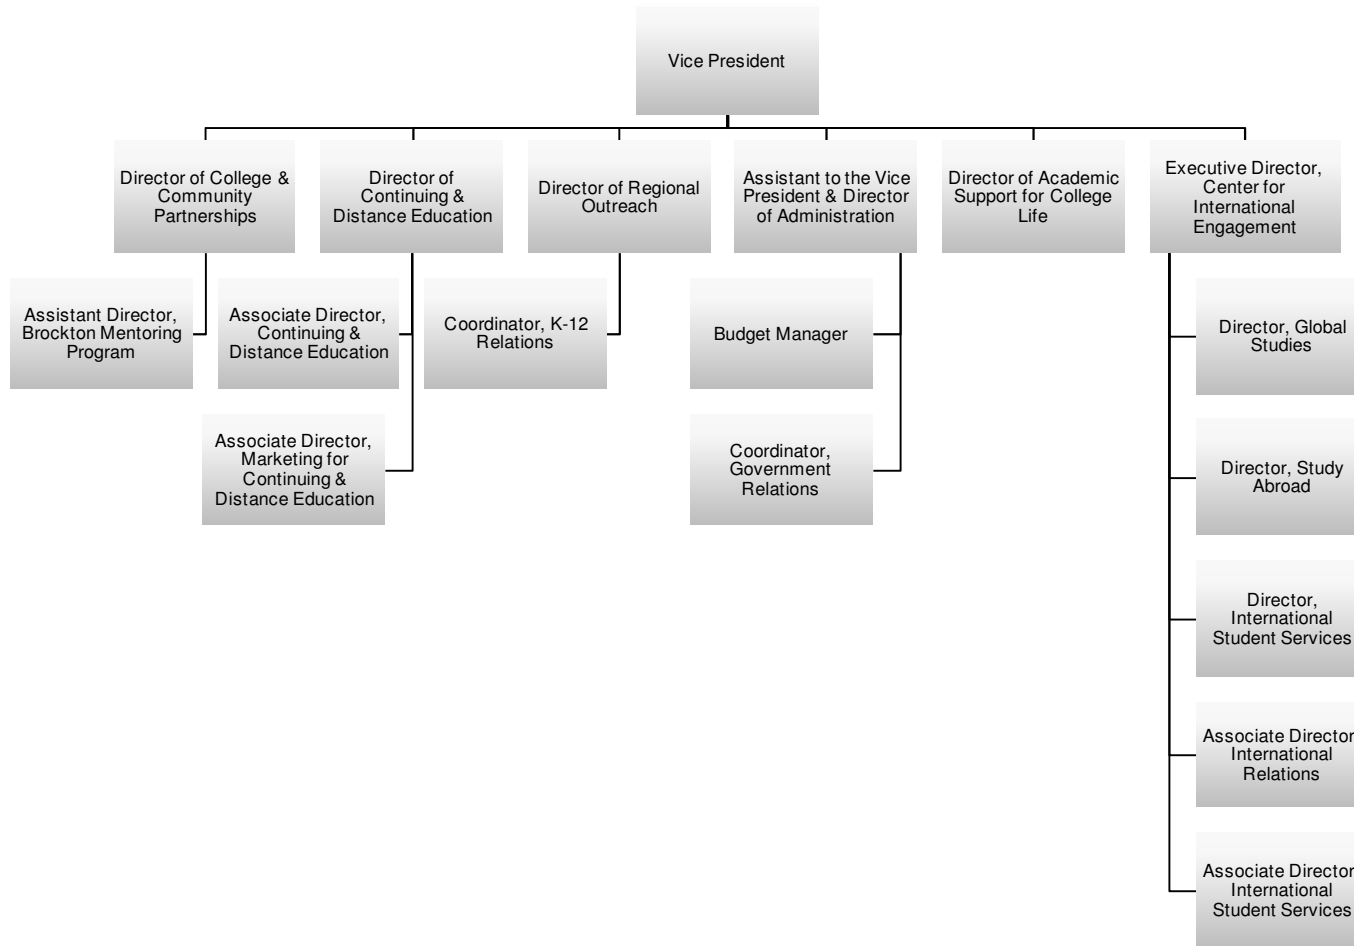 Vice President
Director of College &
Community
Partnerships
Director of
Continuing &
Distance Education
Director of Regional
Outreach
Assistant to the Vice
President & Director
of Administration
Director of Academic
Support for College
Life
Executive Director,
Center for
International
Engagement
Assistant Director,
Brockton Mentoring
Program
Associate Director,
Continuing &
Distance Education
Coordinator, K-12
Relations
Budget Manager
Director, Global
Studies
Associate Director,
Marketing for
Continuing &
Distance Education
Coordinator,
Government
Relations
Director, Study
Abroad
Director,
International
Student Services
Associate Director
International
Relations
Associate Director
International
Student Services